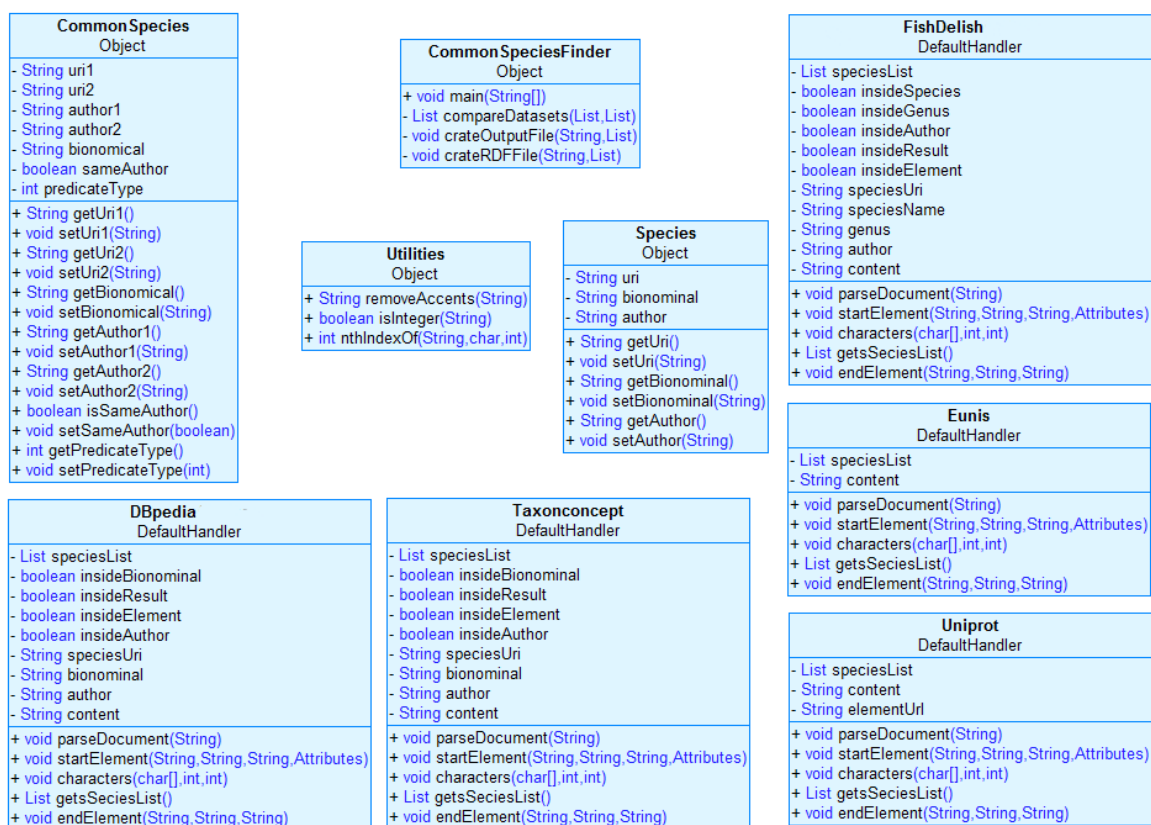 CommonSpecies
Object
- String uri1
- String uri2
- String author1
- String author2
- String bionomical
- boolean sameAuthor
- int predicateType
+ String getUri1()
+ void setUri1(String)
+ String getUri2()
+ void setUri2(String)
+ String getBionomical()
+ void setBionomical(String)
+ String getAuthor1()
+ void setAuthor1(String)
+ String getAuthor2()
+ void setAuthor2(String)
+ boolean isSameAuthor()
+ void setSameAuthor(boolean)
+ int getPredicateType()
+ void setPredicateType(int)
CommonSpeciesFinder
Object
+ void main(String[])
- List compareDatasets(List,List)
- void crateOutputFile(String,List)
- void crateRDFFile(String,List)
Utilities
Object
+ String removeAccents(String)
+ boolean isInteger(String)
+ int nthIndexOf(String,char,int)
Species
Object
- String uri
- String bionominal
- String author
+ String getUri()
+ void setUri(String)
+ String getBionominal()
+ void setBionominal(String)
+ String getAuthor()
+ void setAuthor(String)
FishDelish
DefaultHandler
- List speciesList
- boolean insideSpecies
- boolean insideGenus
- boolean insideAuthor
- boolean insideResult
- boolean insideElement
- String speciesUri
- String speciesName
- String genus
- String author
- String content
+ void parseDocument(String)
+ void startElement(String,String,String,Attributes)
+ void characters(char[],int,int)
+ List getsSeciesList()
+ void endElement(String,String,String)
Eunis
DefaultHandler
- List speciesList
- String content
+ void parseDocument(String)
+ void startElement(String,String,String,Attributes)
+ void characters(char[],int,int)
+ List getsSeciesList()
+ void endElement(String,String,String)
DBpedia
DefaultHandler
- List speciesList
- boolean insideBionominal
- boolean insideResult
- boolean insideElement
- boolean insideAuthor
- String speciesUri
- String bionominal
- String author
- String content
+ void parseDocument(String)
+ void startElement(String,String,String,Attributes)
+ void characters(char[],int,int)
+ List getsSeciesList()
+ void endElement(String,String,String)
Taxonconcept
DefaultHandler
- List speciesList
- boolean insideBionominal
- boolean insideResult
- boolean insideElement
- boolean insideAuthor
- String speciesUri
- String bionominal
- String author
- String content
+ void parseDocument(String)
+ void startElement(String,String,String,Attributes)
+ void characters(char[],int,int)
+ List getsSeciesList()
+ void endElement(String,String,String)
Uniprot
DefaultHandler
- List speciesList
- String content
- String elementUrl
+ void parseDocument(String)
+ void startElement(String,String,String,Attributes)
+ void characters(char[],int,int)
+ List getsSeciesList()
+ void endElement(String,String,String)